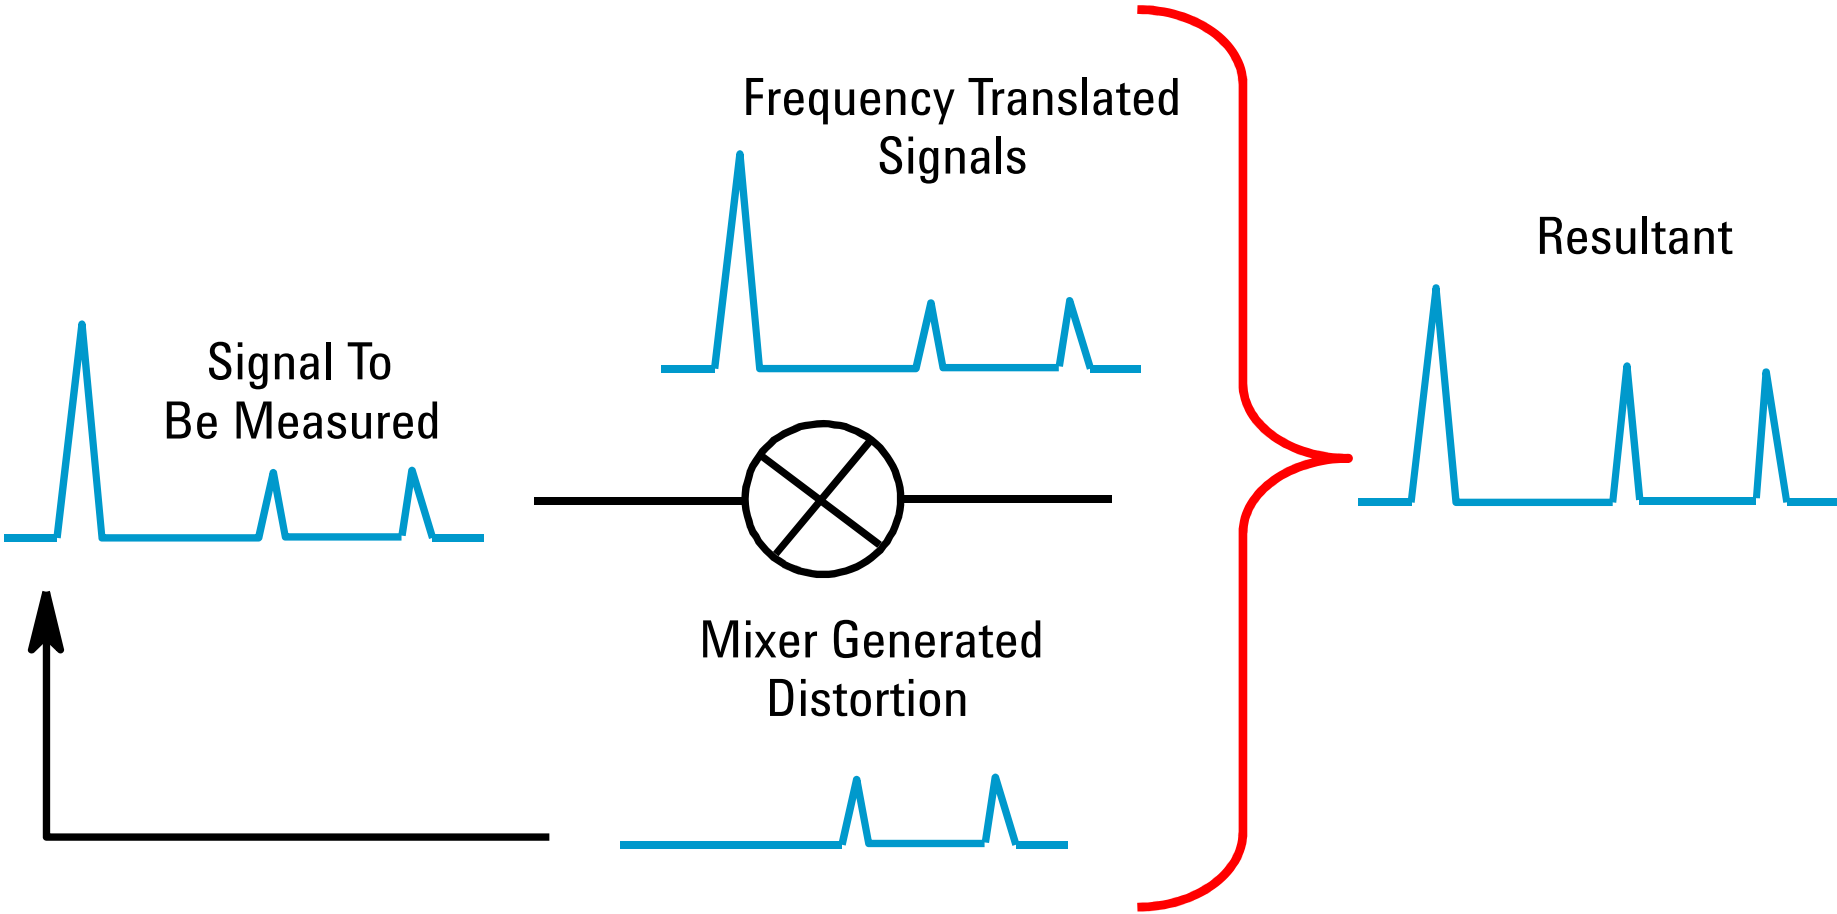 Frequency Translated
Signals
Resultant
Signal To
Be Measured
Mixer Generated
Distortion